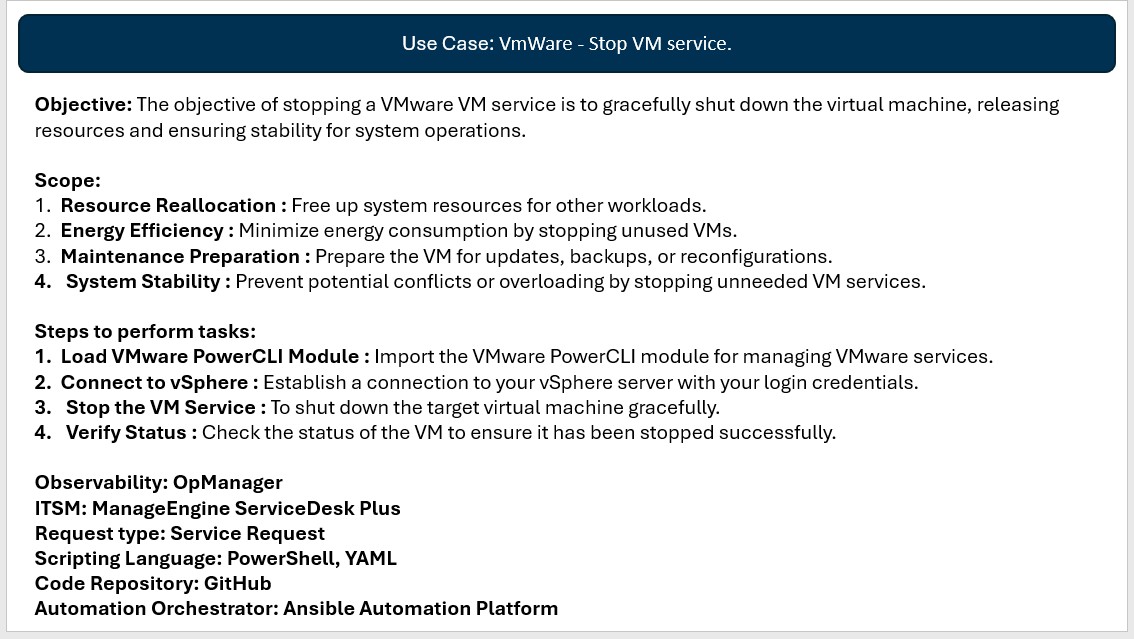 Use Case: VmWare - Stop VM service.
Objective: The objective of stopping a VMware VM service is to gracefully shut down the virtual machine, releasing
resources and ensuring stability for system operations.
Scope:
1. Resource Reallocation : Free up system resources for other workloads.
2. Energy Efficiency : Minimize energy consumption by stopping unused VMs.
3. Maintenance Preparation : Prepare the VM for updates, backups, or reconfigurations.
4. System Stability : Prevent potential conflicts or overloading by stopping unneeded VM services.
Steps to perform tasks:
1. Load VMware PowerCLI Module : Import the VMware PowerCLI module for managing VMware services.
2. Connect to vSphere : Establish a connection to your vSphere server with your login credentials.
3. Stop the VM Service : To shut down the target virtual machine gracefully.
4. Verify Status : Check the status of the VM to ensure it has been stopped successfully.
Observability: OpManager
ITSM: ManageEngine ServiceDesk Plus
Request type: Service Request
Scripting Language: PowerShell, YAML
Code Repository: GitHub
Automation Orchestrator: Ansible Automation Platform